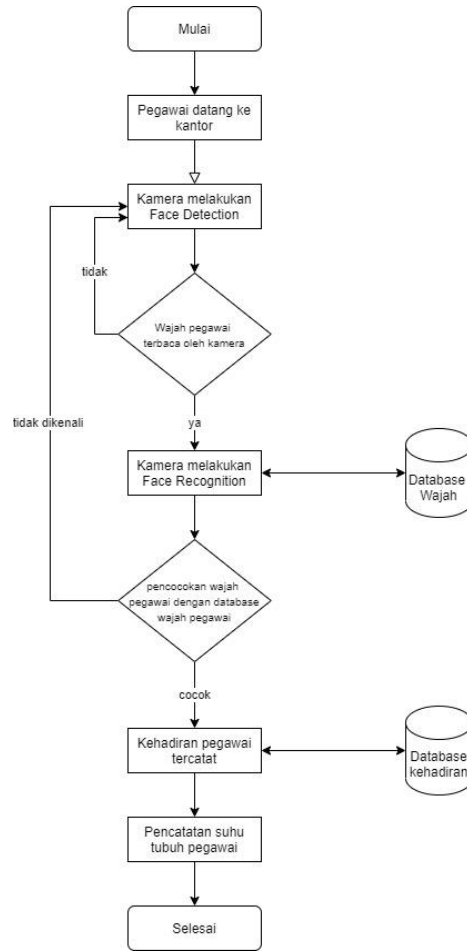 Mulai
Pegawai datang ke
kantor
Kamera melakukan
Face Detection
tidak
Wajah pegawai
terbaca oleh kamera
tidak dikenali
ya
Kamera melakukan
Face Recognition
Database
Wajah
pencocokan wajah
pegawai dengan database
wajah pegawai
cocok
Kehadiran pegawai
tercatat
Database
kehadiran
Pencatatan suhu
tubuh pegawai
Selesai